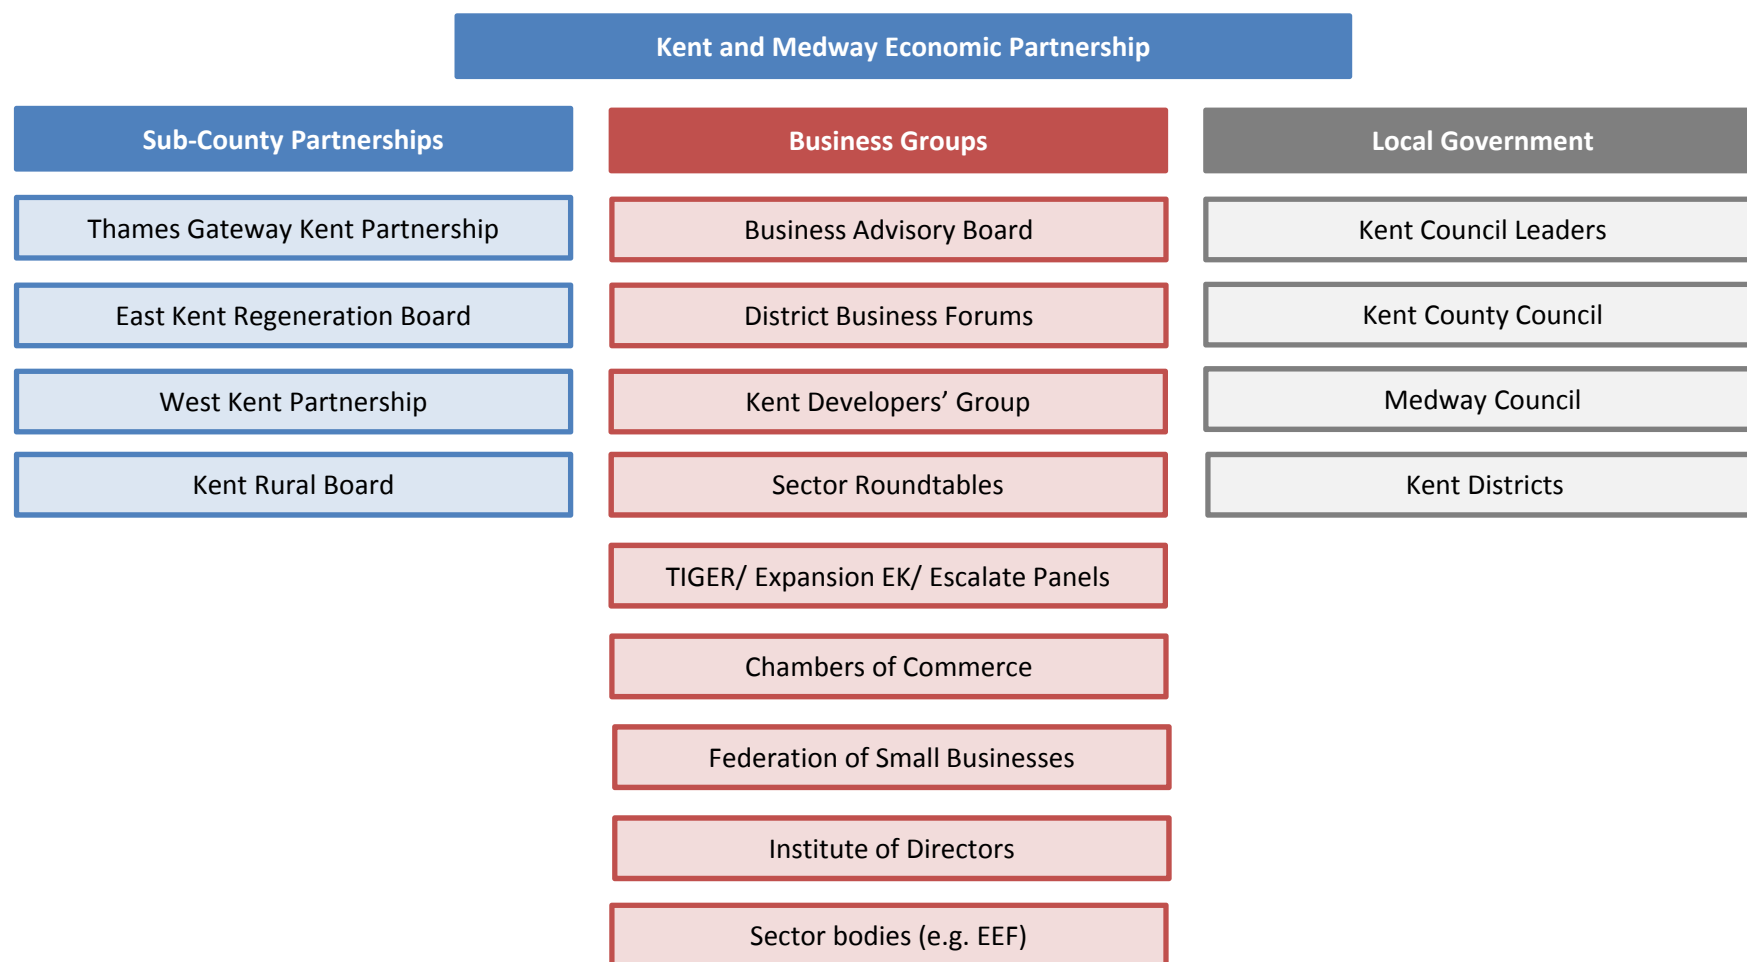 Kent and Medway Economic Partnership
Sub-County Partnerships
Thames Gateway Kent Partnership
East Kent Regeneration Board
West Kent Partnership
Kent Rural Board
Business Groups
Business Advisory Board
District Business Forums
Kent Developers’ Group
Sector Roundtables
TIGER/ Expansion EK/ Escalate Panels
Chambers of Commerce
Federation of Small Businesses
Institute of Directors
Sector bodies (e.g. EEF)
Local Government
Kent Council Leaders
Kent County Council
Medway Council
Kent Districts